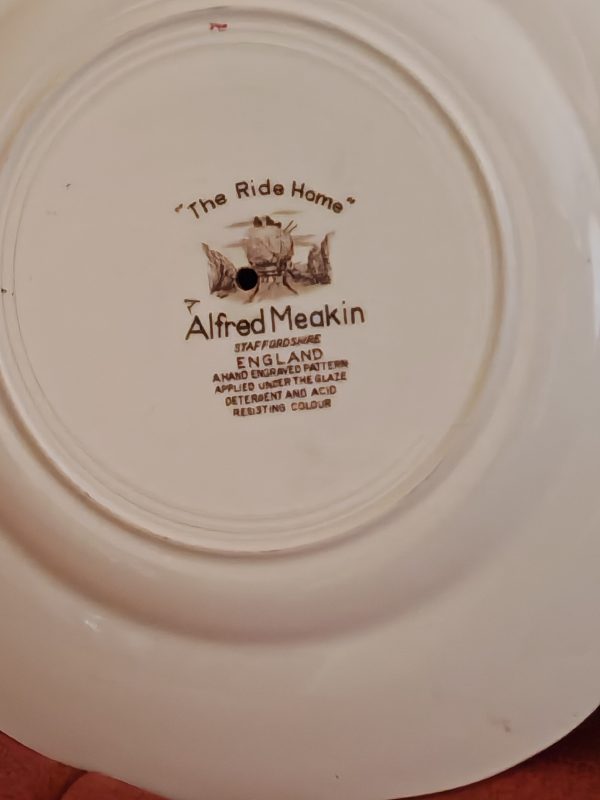 "The Ride Home"
Alfred Meakin
STAFFORDSHIRE
ENGLAND
A HAND ENGRAVED PATTERN
APPLIED UNDER THE GLAZE
DETERGENT AND ACID
RESISTING COLOUR